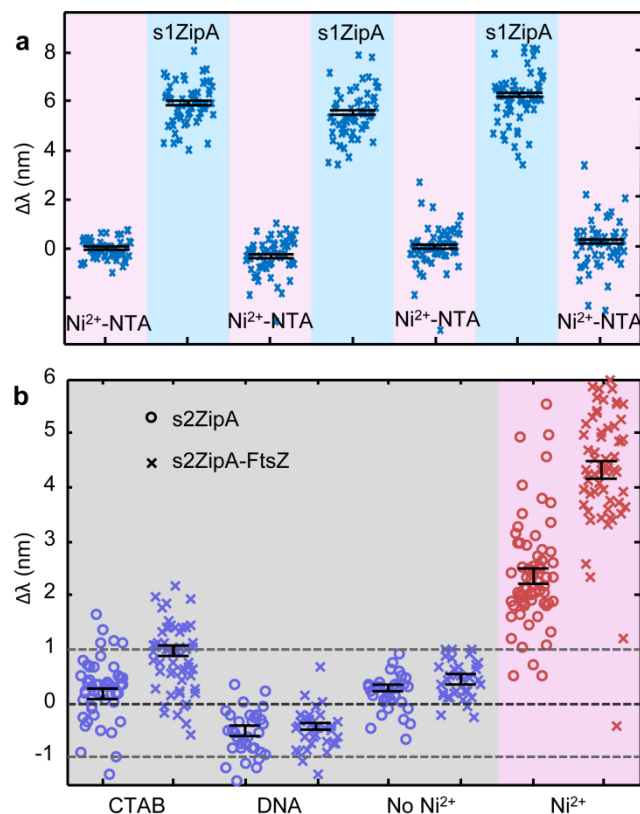 a
s1ZipA s1ZipA s1ZipA
8
6
4
2
0
Δλ (nm)
Ni²⁺-NTA Ni²⁺-NTA Ni²⁺-NTA Ni²⁺-NTA
b
6
5
4
3
2
1
0
-1
Δλ (nm)
s2ZipA
s2ZipA-FtsZ
CTAB DNA No Ni²⁺ Ni²⁺